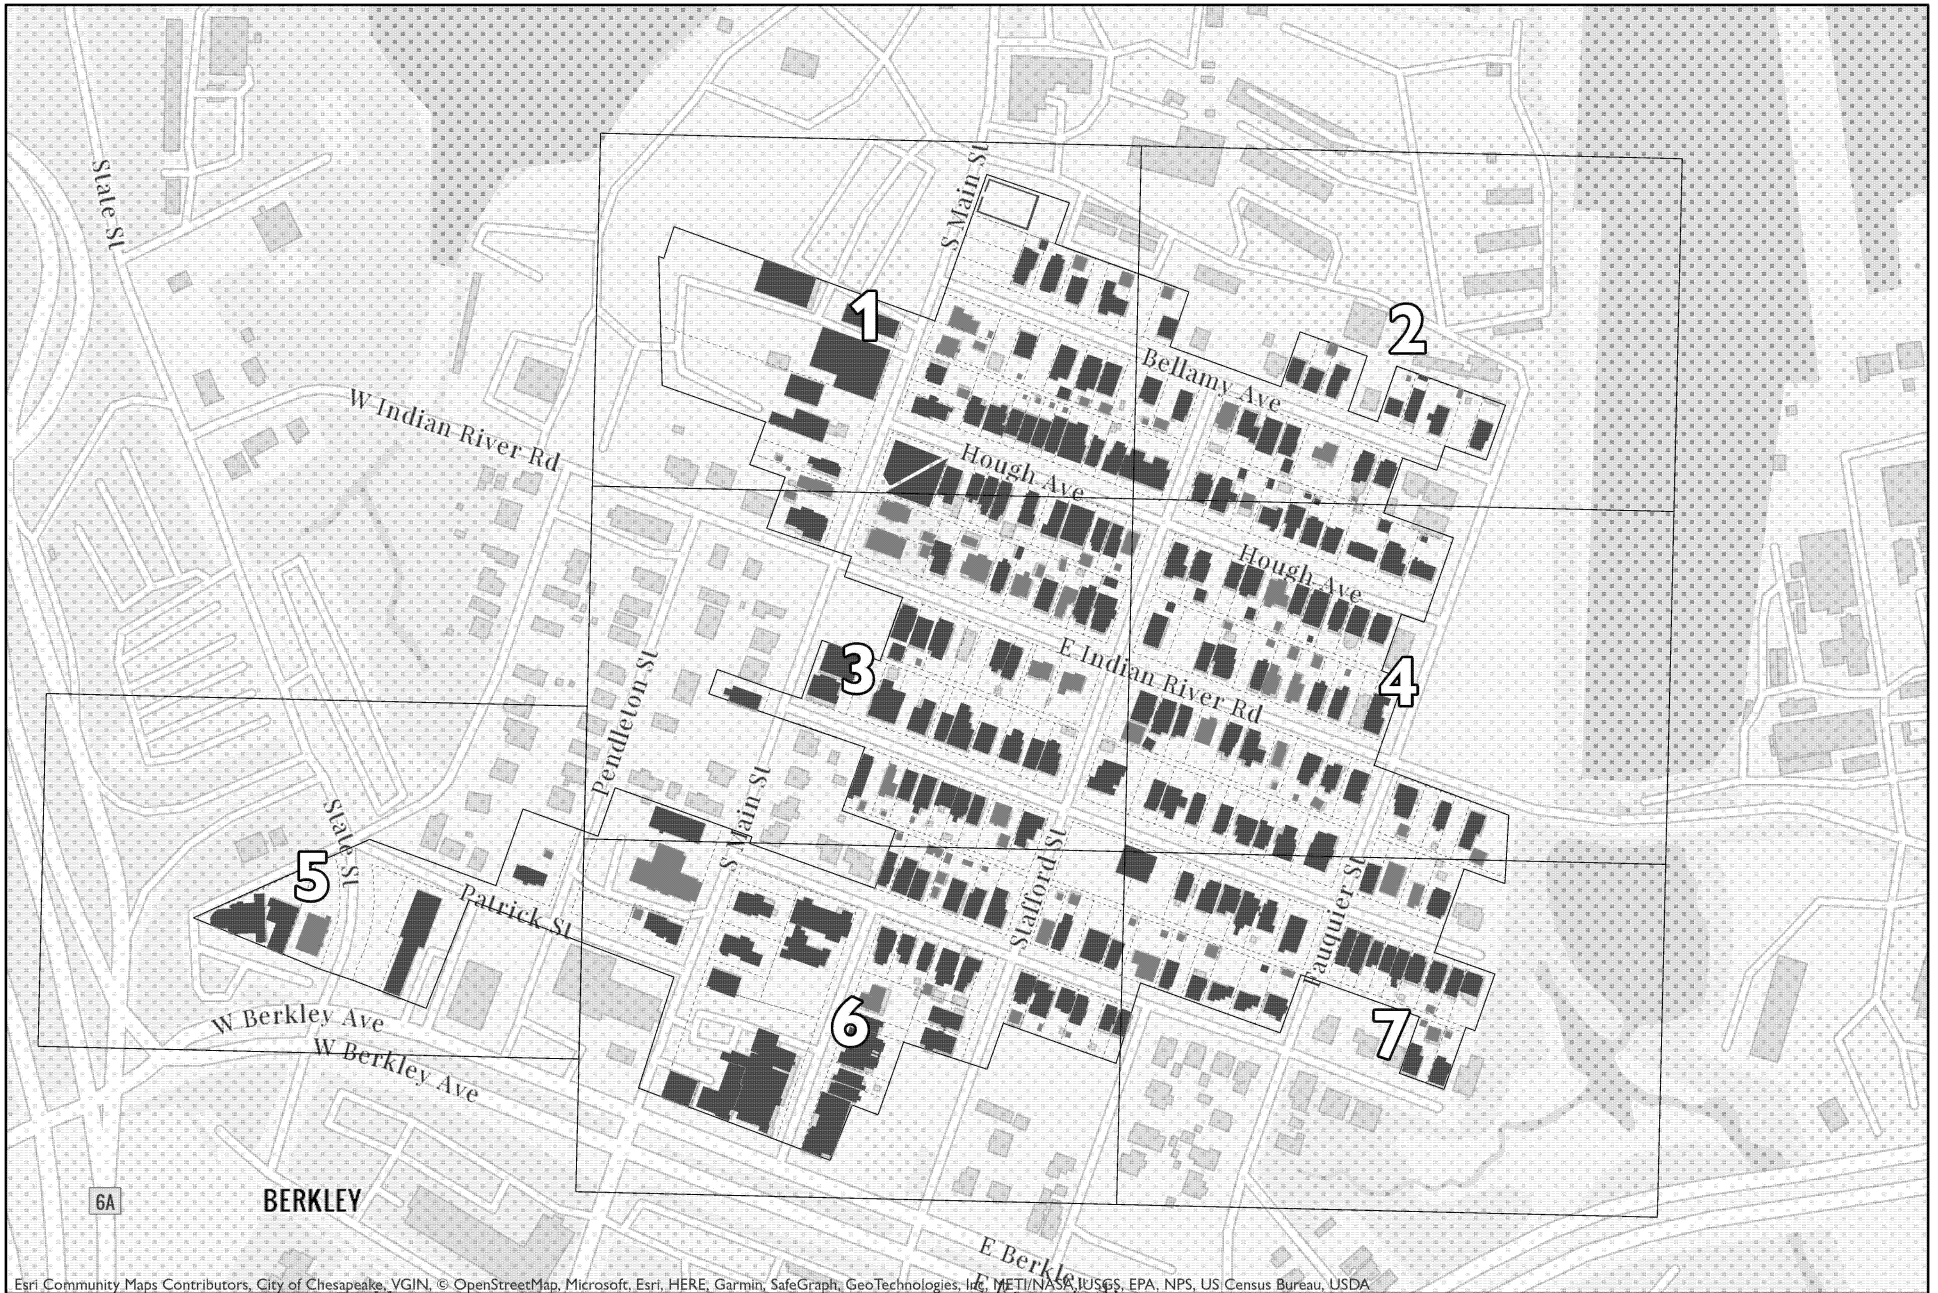 S Main St
State St
1
2
Bellamy Ave
W Indian River Rd
Hough Ave
Hough Ave
3
E Indian River Rd
4
Pendleton St
S Main St
State St
5
Patrick St
Stafford St
Fauquier St
6
7
W Berkley Ave
W Berkley Ave
6A
BERKLEY
E Berkley
Esri Community Maps Contributors, City of Chesapeake, VGIN, © OpenStreetMap, Microsoft, Esri, HERE, Garmin, SafeGraph, GeoTechnologies, Inc, METI/NASA, USGS, EPA, NPS, US Census Bureau, USDA